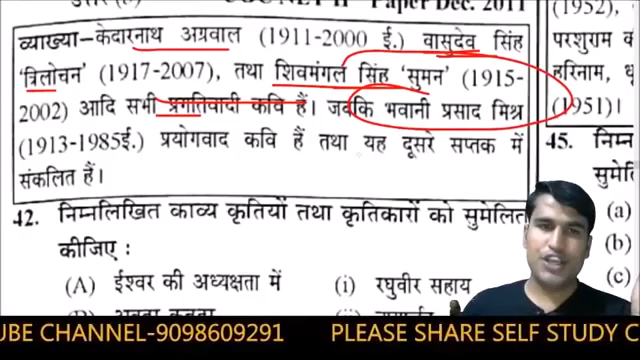 UGC NET II Paper Dec. 2011
व्याख्या – केदारनाथ अग्रवाल (1911-2000 ई.) वासुदेव सिंह
'त्रिलोचन' (1917-2007), तथा शिवमंगल सिंह 'सुमन' (1915-
2002) आदि सभी प्रगतिवादी कवि हैं। जबकि भवानी प्रसाद मिश्र
(1913-1985ई.) प्रयोगवाद कवि हैं तथा यह दूसरे सप्तक में
संकलित हैं।
42. निम्नलिखित काव्य कृतियों तथा कृतिकारों को सुमेलित
कीजिए :
(A) ईश्वर की अध्यक्षता में (i) रघुवीर सहाय
1952),
परशुराम
हरिनाम,
(1951)।
45.
(a)
(b)
(c)
UBE CHANNEL-9098609291 PLEASE SHARE SELF STUDY C